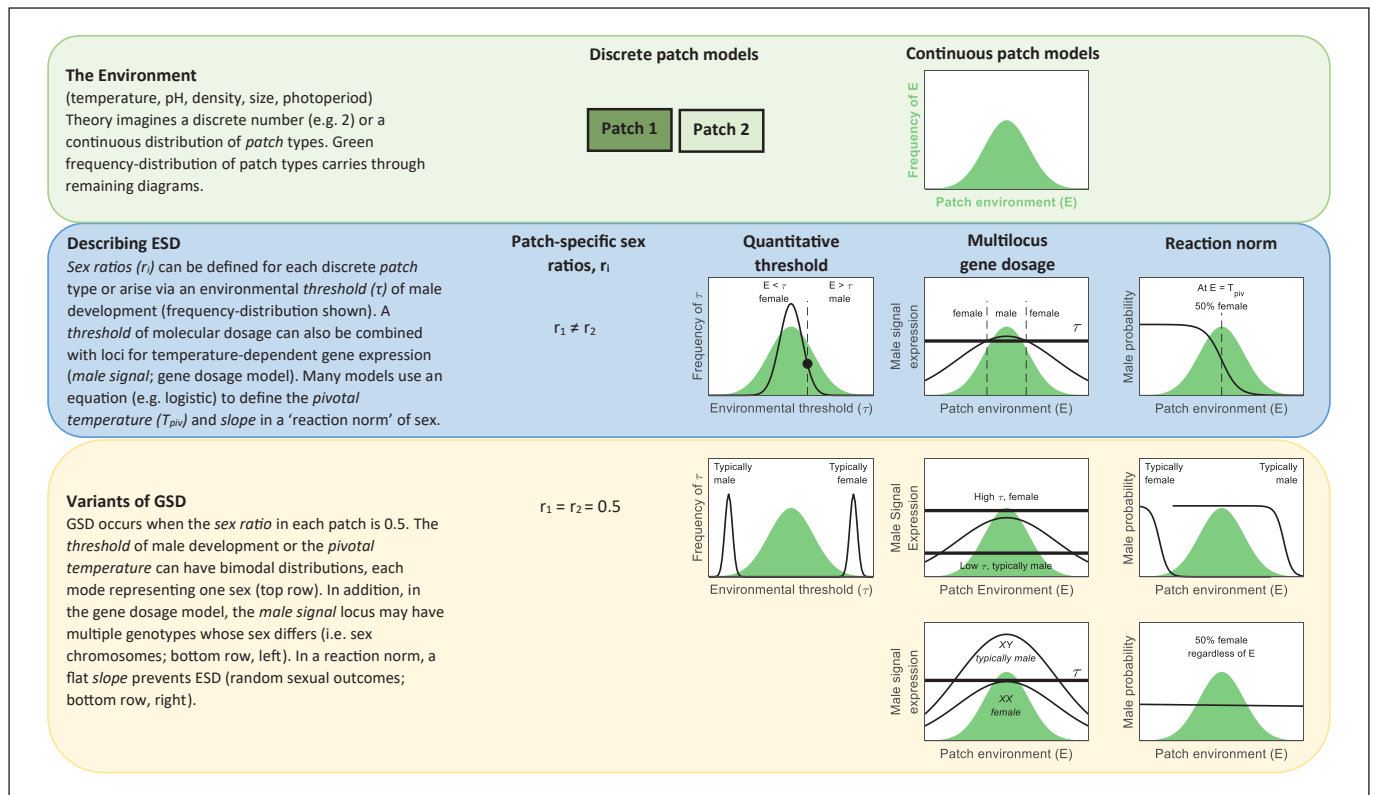 The Environment
(temperature, pH, density, size, photoperiod)
Theory imagines a discrete number (e.g. 2) or a
continuous distribution of patch types. Green
frequency-distribution of patch types carries through
remaining diagrams.
Discrete patch models
Patch 1
Patch 2
Continuous patch models
Frequency of E
Patch environment (E)
Describing ESD
Sex ratios (ri) can be defined for each discrete patch
type or arise via an environmental threshold (τ) of male
development (frequency-distribution shown). A
threshold of molecular dosage can also be combined
with loci for temperature-dependent gene expression
(male signal; gene dosage model). Many models use an
equation (e.g. logistic) to define the pivotal
temperature (Tpiv) and slope in a ‘reaction norm’ of sex.
Patch-specific sex
ratios, ri
r1 ≠ r2
Quantitative
threshold
E < τ
female
E > τ
male
Frequency of τ
Environmental threshold (τ)
Multilocus
gene dosage
female
male
female
τ
Male signal
expression
Patch environment (E)
Reaction norm
At E = Tpiv
50% female
Male probability
Patch environment (E)
Variants of GSD
GSD occurs when the sex ratio in each patch is 0.5. The
threshold of male development or the pivotal
temperature can have bimodal distributions, each
mode representing one sex (top row). In addition, in
the gene dosage model, the male signal locus may have
multiple genotypes whose sex differs (i.e. sex
chromosomes; bottom row, left). In a reaction norm, a
flat slope prevents ESD (random sexual outcomes;
bottom row, right).
r1 = r2 = 0.5
Typically
male
Typically
female
Frequency of τ
Environmental threshold (τ)
High τ, female
Low τ, typically male
Male Signal
Expression
Patch Environment (E)
Typically
female
Typically
male
Male probability
Patch environment (E)
XY
typically male
τ
XX
female
Male signal
expression
Patch environment (E)
50% female
regardless of E
Male probability
Patch environment (E)